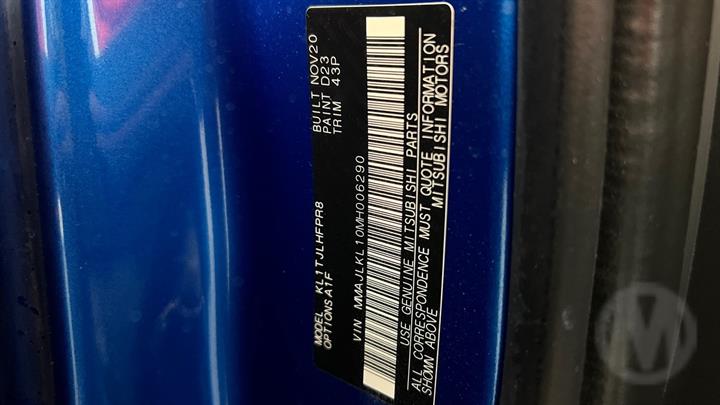 MODEL KL1TJLHFPR8 BUILT NOV20
OPTIONS A1F PAINT D23
TRIM 43P
VIN MMAJLKL10MH006290
USE GENUINE MITSUBISHI PARTS
ALL CORRESPONDENCE MUST QUOTE INFORMATION
SHOWN ABOVE MITSUBISHI MOTORS
M